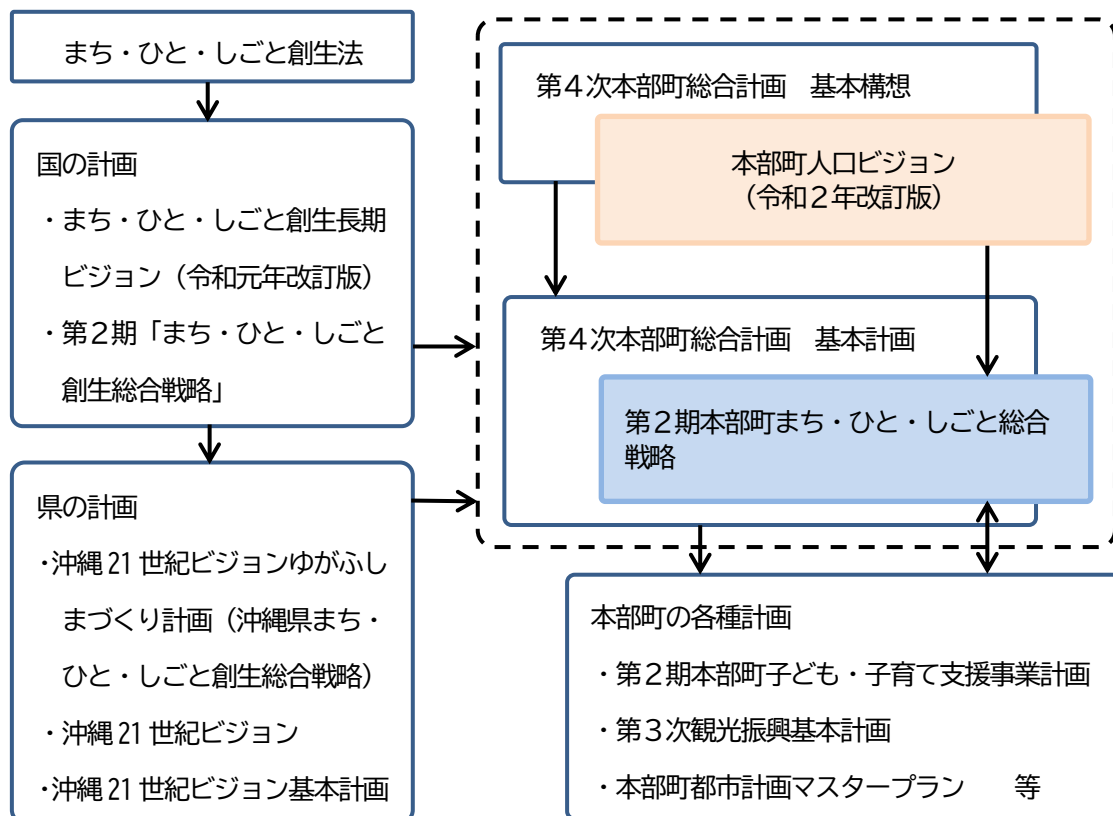 まち・ひと・しごと創生法
国の計画
・まち・ひと・しごと創生長期
ビジョン（令和元年改訂版）
・第２期「まち・ひと・しごと
創生総合戦略」
県の計画
・沖縄21世紀ビジョンゆがふし
まづくり計画（沖縄県まち・
ひと・しごと創生総合戦略）
・沖縄21世紀ビジョン
・沖縄21世紀ビジョン基本計画
第４次本部町総合計画　基本構想
本部町人口ビジョン
（令和２年改訂版）
第４次本部町総合計画　基本計画
第２期本部町まち・ひと・しごと総合
戦略
本部町の各種計画
・第２期本部町子ども・子育て支援事業計画
・第３次観光振興基本計画
・本部町都市計画マスタープラン　　等